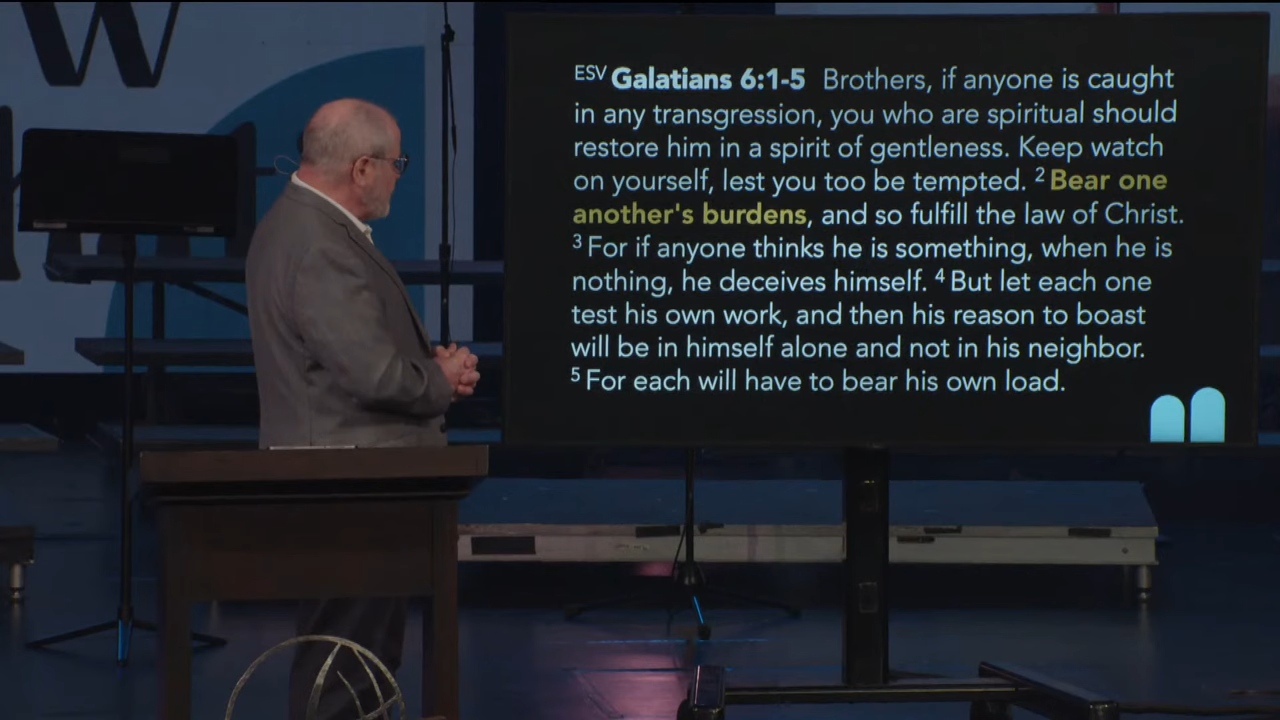 W
ESV Galatians 6:1-5 Brothers, if anyone is caught
in any transgression, you who are spiritual should
restore him in a spirit of gentleness. Keep watch
on yourself, lest you too be tempted. 2 Bear one
another's burdens, and so fulfill the law of Christ.
3 For if anyone thinks he is something, when he is
nothing, he deceives himself. 4 But let each one
test his own work, and then his reason to boast
will be in himself alone and not in his neighbor.
5 For each will have to bear his own load.